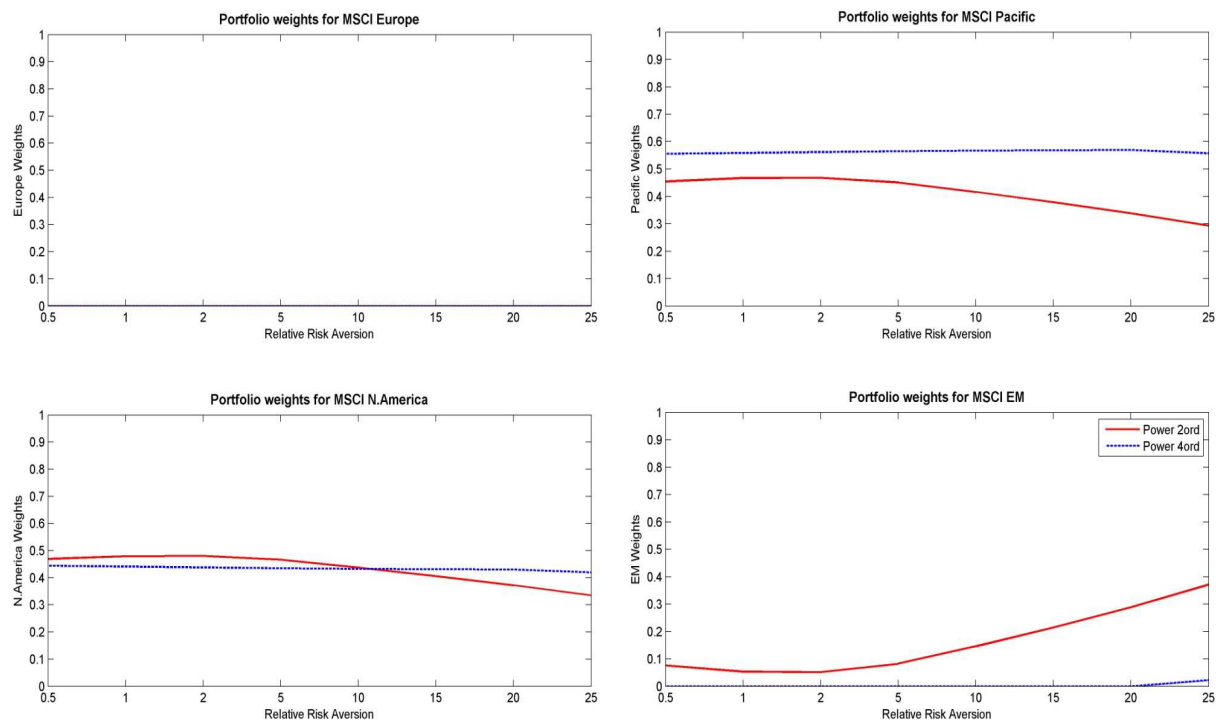 Portfolio weights for MSCI Europe
1
0.9
0.8
0.7
0.6
0.5
0.4
0.3
0.2
0.1
0
Europe Weights
0.5 1 2 5 10 15 20 25
Relative Risk Aversion
Portfolio weights for MSCI Pacific
1
0.9
0.8
0.7
0.6
0.5
0.4
0.3
0.2
0.1
0
Pacific Weights
0.5 1 2 5 10 15 20 25
Relative Risk Aversion
Portfolio weights for MSCI N.America
1
0.9
0.8
0.7
0.6
0.5
0.4
0.3
0.2
0.1
0
N.America Weights
0.5 1 2 5 10 15 20 25
Relative Risk Aversion
Portfolio weights for MSCI EM
1
0.9
0.8
0.7
0.6
0.5
0.4
0.3
0.2
0.1
0
EM Weights
Power 2ord
Power 4ord
0.5 1 2 5 10 15 20 25
Relative Risk Aversion